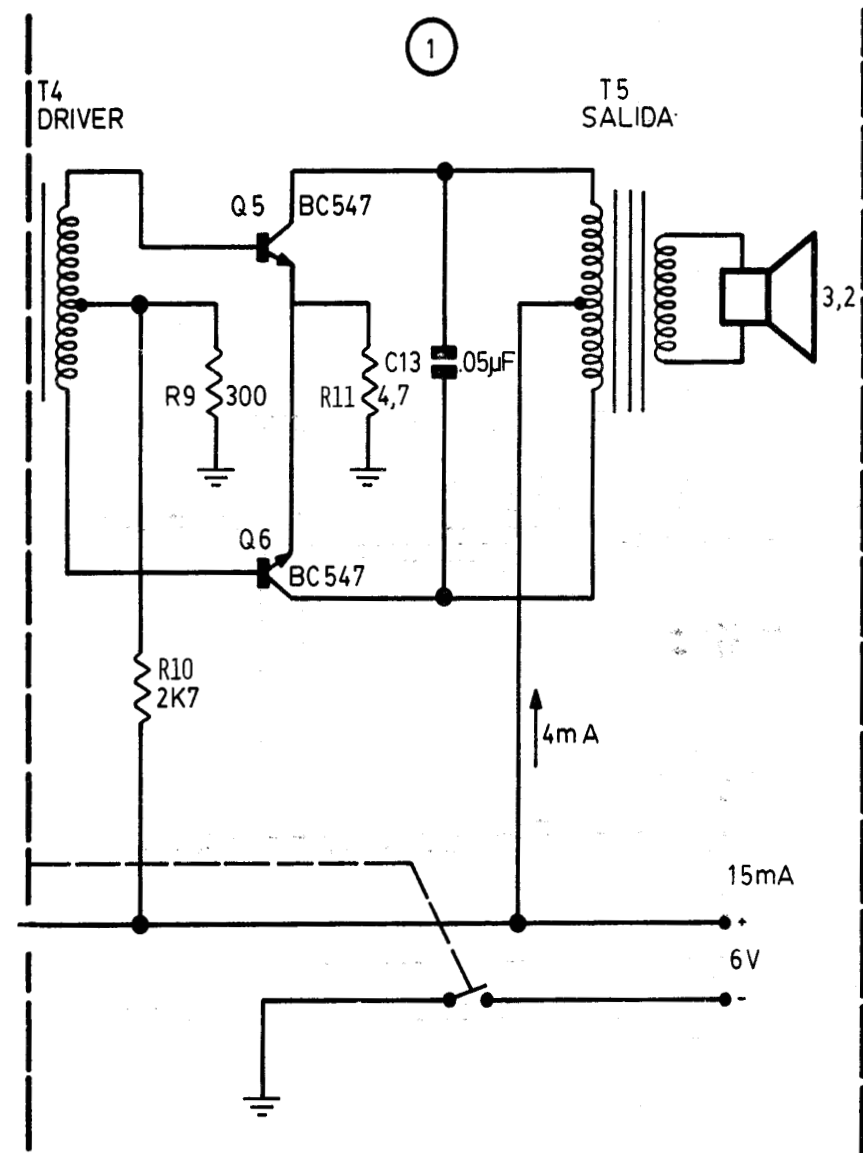 1
T4
DRIVER
T5
SALIDA
Q5
BC547
3,2
R9
300
R11
4,7
C13
.05µF
Q6
BC547
R10
2K7
4mA
15mA
+
6V
-